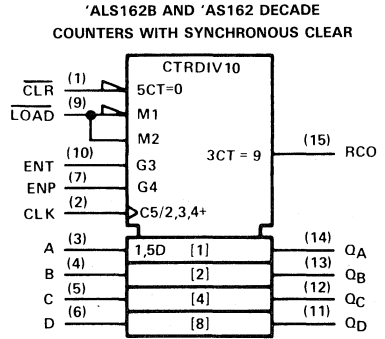 'ALS162B AND 'AS162 DECADE
COUNTERS WITH SYNCHRONOUS CLEAR
CTRDIV10
CLR (1) 5CT=0
LOAD (9) M1
M2
ENT (10) G3 3CT = 9 (15) RCO
ENP (7) G4
CLK (2) C5/2,3,4+
A (3) 1,5D [1] (14) QA
B (4) [2] (13) QB
C (5) [4] (12) QC
D (6) [8] (11) QD